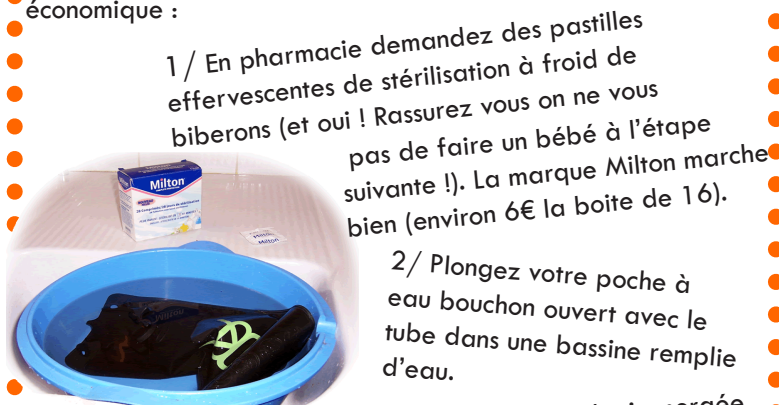 économique :
1/ En pharmacie demandez des pastilles
effervescentes de stérilisation à froid de
biberons (et oui ! Rassurez vous on ne vous
pas de faire un bébé à l'étape
suivante !). La marque Milton marche
bien (environ 6€ la boite de 16).
Milton
Milton
Milton
2/ Plongez votre poche à
eau bouchon ouvert avec le
tube dans une bassine remplie
d'eau.